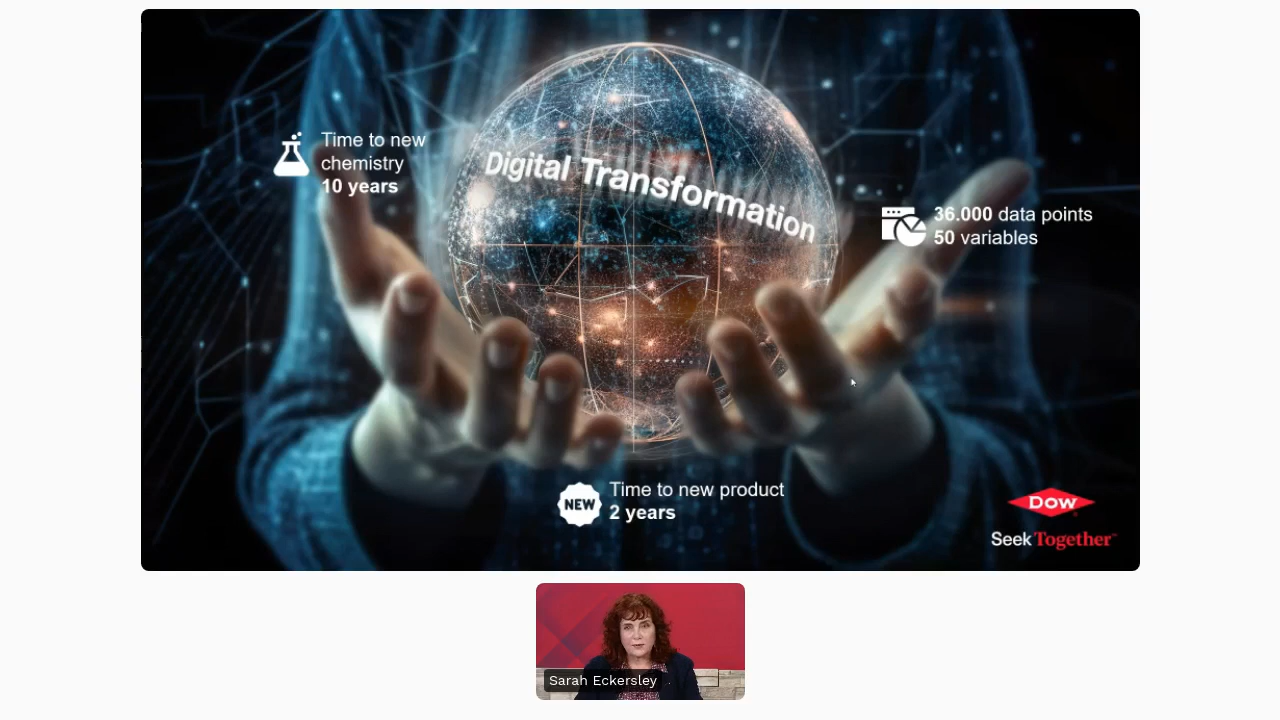 Time to new
chemistry
10 years
Digital Transformation
36.000 data points
50 variables
NEW
Time to new product
2 years
Dow
Seek Together™
Sarah Eckersley